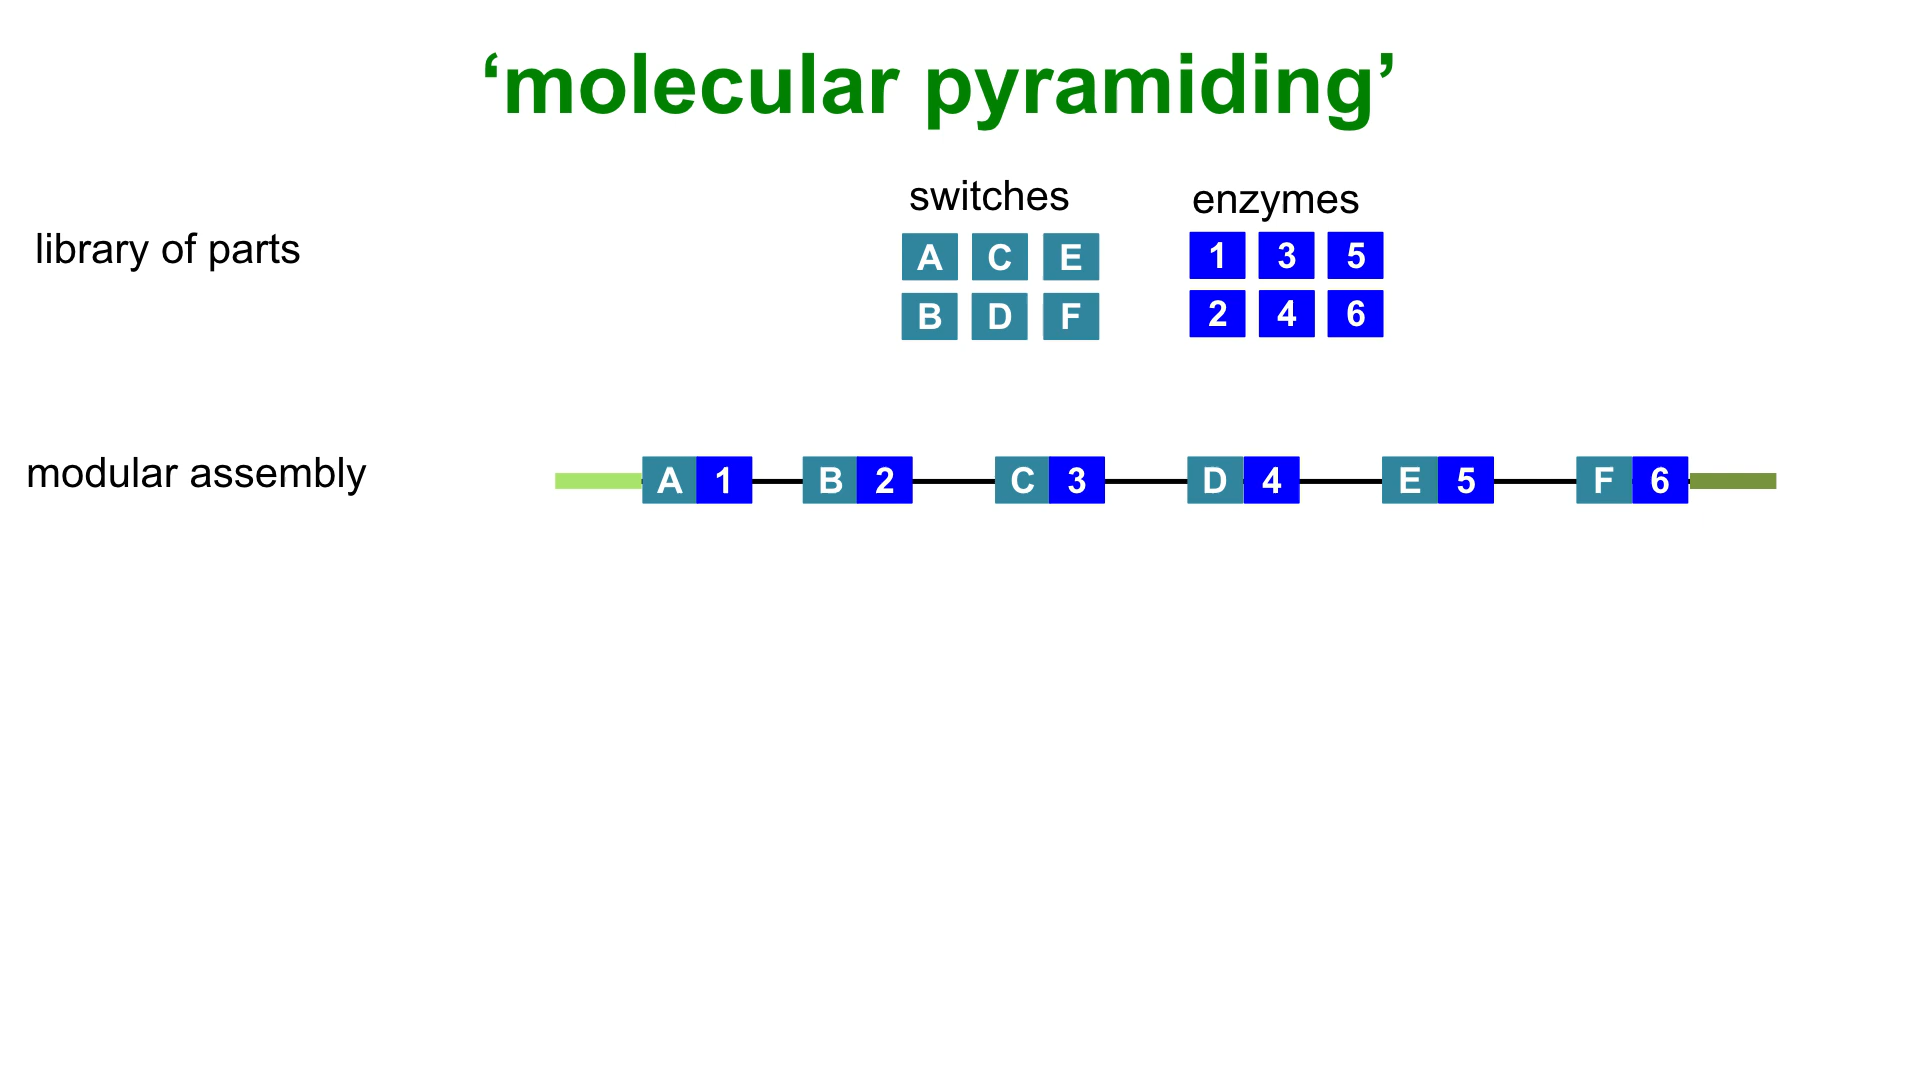 ‘molecular pyramiding’
switches enzymes
library of parts
A C E 1 3 5
B D F 2 4 6
modular assembly
A 1 B 2 C 3 D 4 E 5 F 6